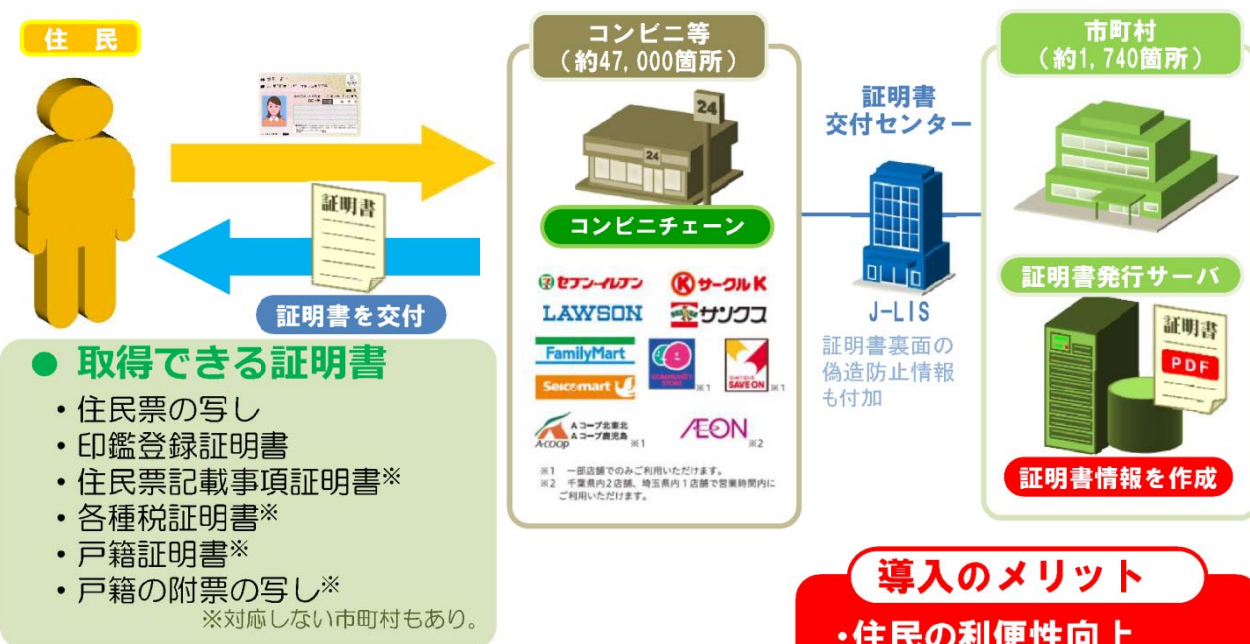 住 民
証明書
証明書を交付
● 取得できる証明書
・住民票の写し
・印鑑登録証明書
・住民票記載事項証明書※
・各種税証明書※
・戸籍証明書※
・戸籍の附票の写し※
※対応しない市町村もあり。
コンビニ等
（約47,000箇所）
24
24
コンビニチェーン
セブン-イレブン
サークルK
LAWSON
サンクス
FamilyMart
COMMUNITY
STORE
※1
SAVE ON
※1
Seicomart
A・COOP
Aコープ北東北
Aコープ鹿児島
※1
ÆON
※2
※1 一部店舗でのみご利用いただけます。
※2 千葉県内2店舗、埼玉県内1店舗で営業時間内に
ご利用いただけます。
証明書
交付センター
J-LIS
証明書裏面の
偽造防止情報
も付加
市町村
（約1,740箇所）
証明書発行サーバ
証明書
PDF
証明書情報を作成
導入のメリット
・住民の利便性向上